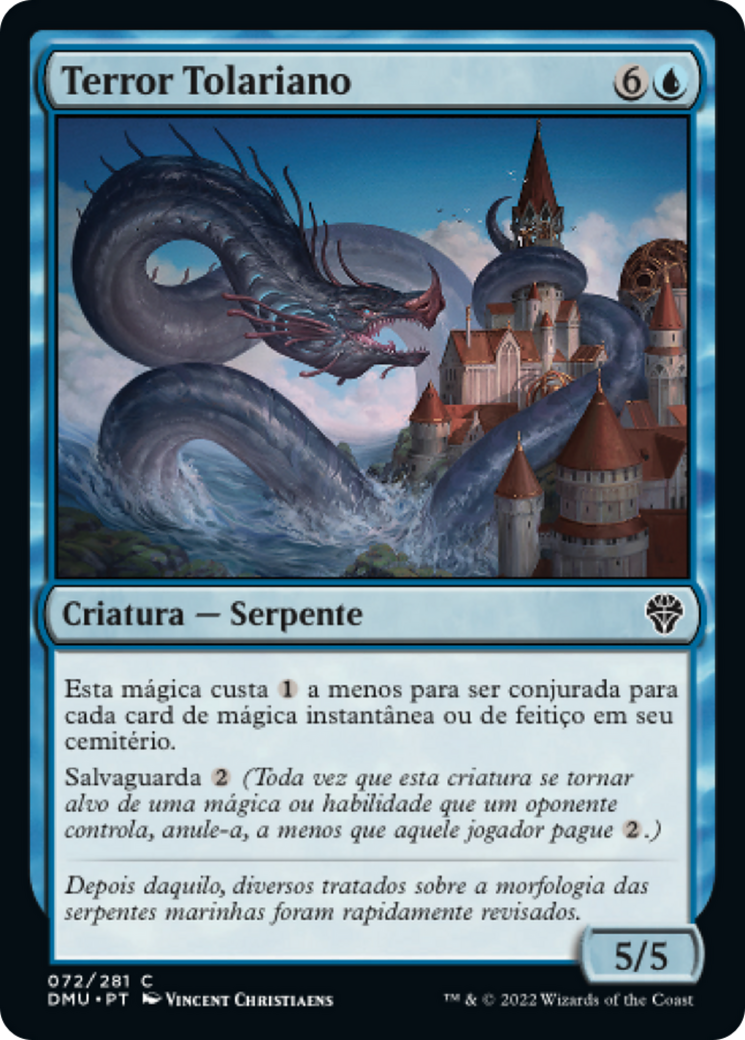 Terror Tolariano 6
Criatura — Serpente
Esta mágica custa 1 a menos para ser conjurada para
cada card de mágica instantânea ou de feitiço em seu
cemitério.
Salvaguarda 2 (Toda vez que esta criatura se tornar
alvo de uma mágica ou habilidade que um oponente
controla, anule-a, a menos que aquele jogador pague 2.)
Depois daquilo, diversos tratados sobre a morfologia das
serpentes marinhas foram rapidamente revisados.
5/5
072/281 C
DMU • PT Vincent Christiaens
™ & © 2022 Wizards of the Coast